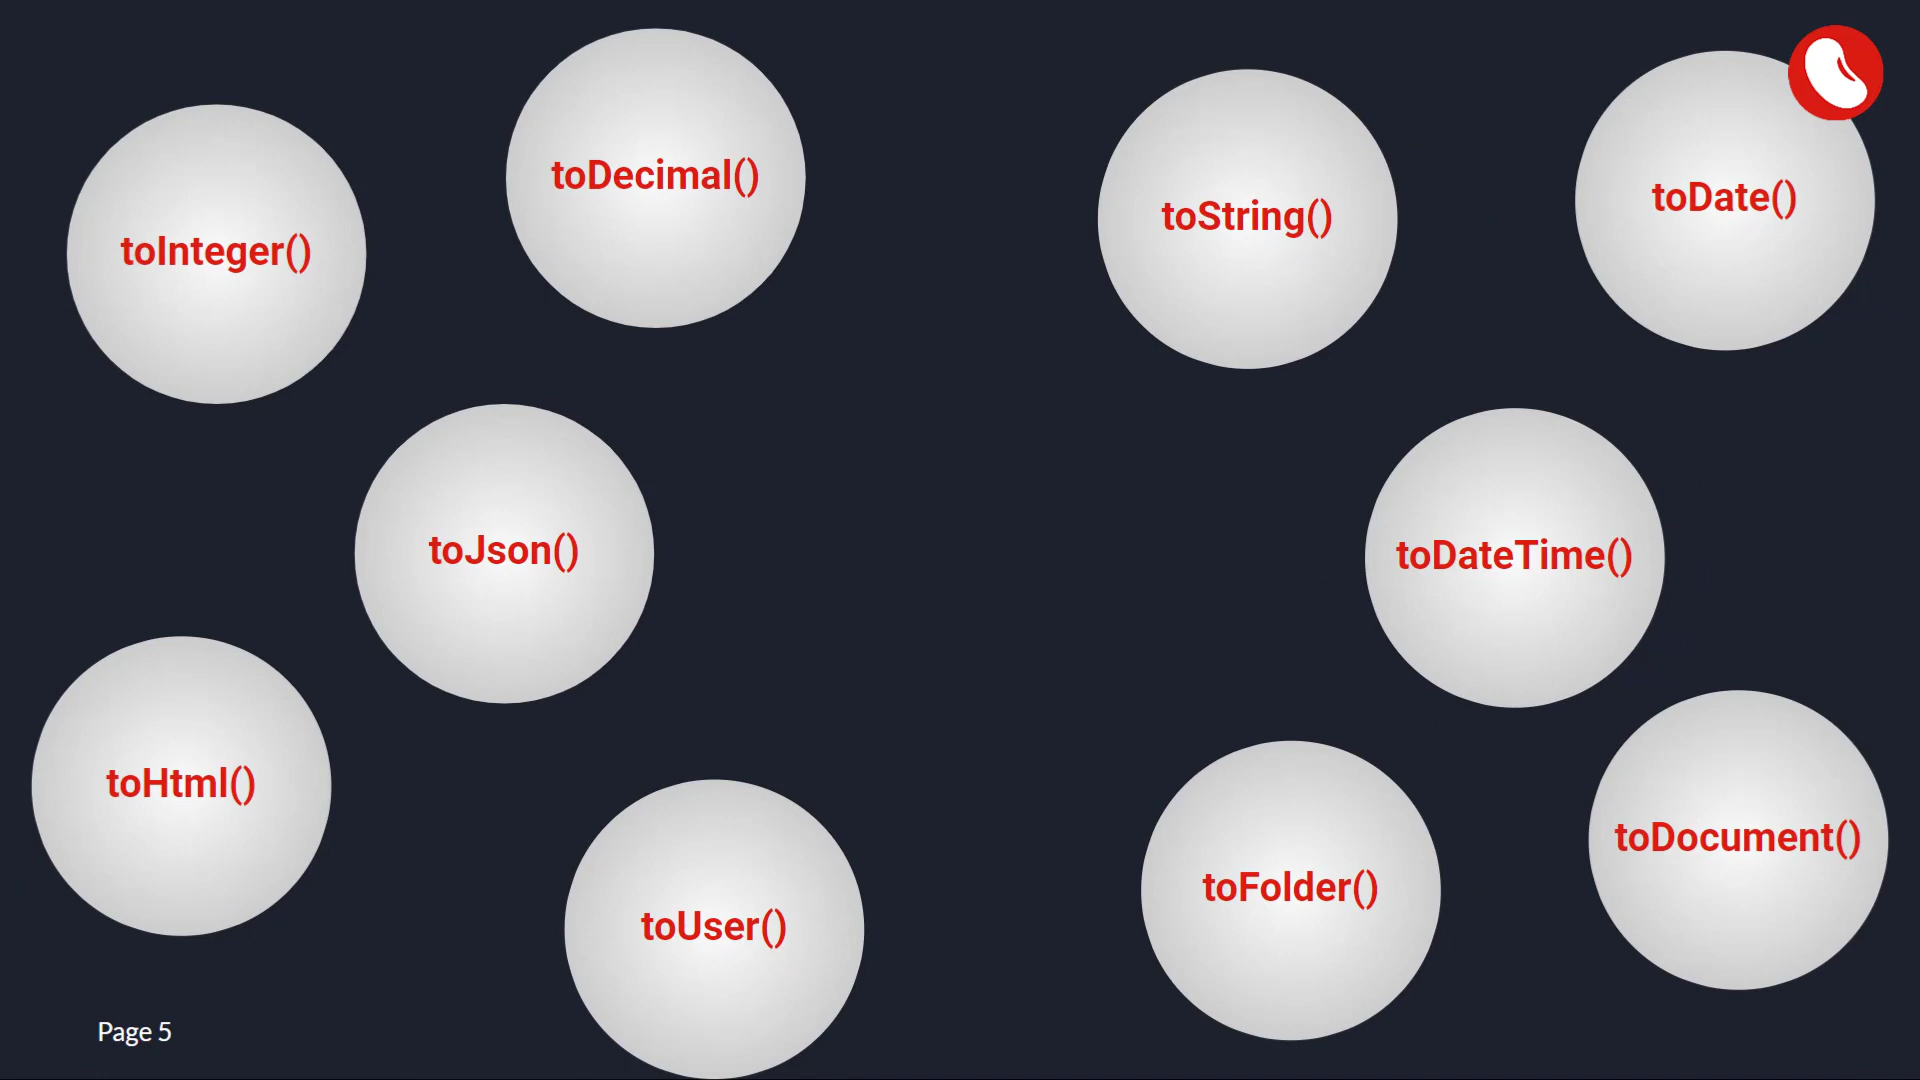 toDecimal()
toInteger()
toString()
toDate()
toJson()
toDateTime()
toHtml()
toUser()
toFolder()
toDocument()
Page 5